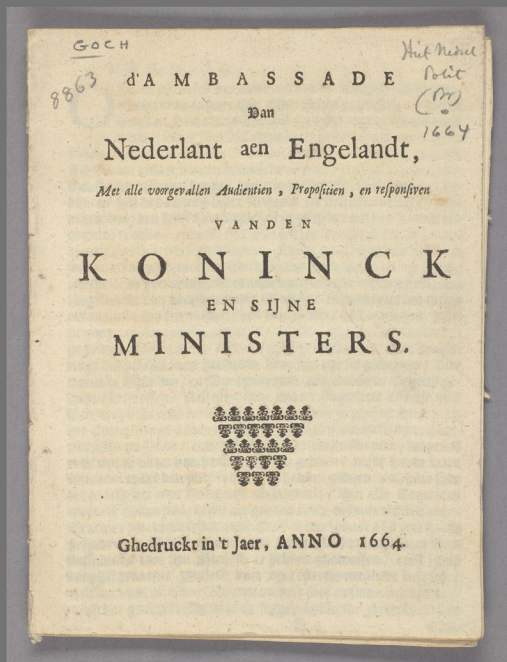 GOCH
8863
Hist Nederl
Polit
(Br)
1664
d'AMBASSADE
Van
Nederlant aen Engelandt,
Met alle voorgevallen Audientien, Propositien, en responsiven
VANDEN
KONINCK
EN SIJNE
MINISTERS.
Ghedruckt in 't Jaer, ANNO 1664.